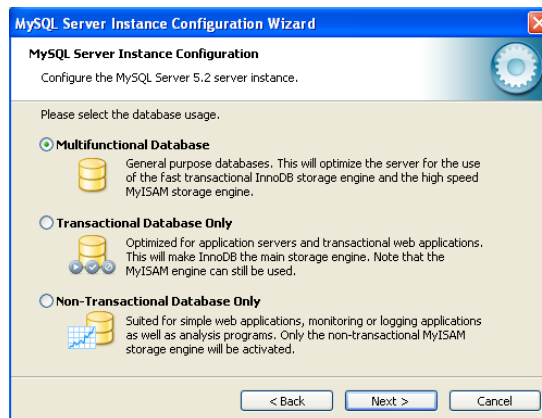 MySQL Server Instance Configuration Wizard
MySQL Server Instance Configuration
Configure the MySQL Server 5.2 server instance.
Please select the database usage.
Multifunctional Database
General purpose databases. This will optimize the server for the use
of the fast transactional InnoDB storage engine and the high speed
MyISAM storage engine.
Transactional Database Only
Optimized for application servers and transactional web applications.
This will make InnoDB the main storage engine. Note that the
MyISAM engine can still be used.
Non-Transactional Database Only
Suited for simple web applications, monitoring or logging applications
as well as analysis programs. Only the non-transactional MyISAM
storage engine will be activated.
< Back
Next >
Cancel